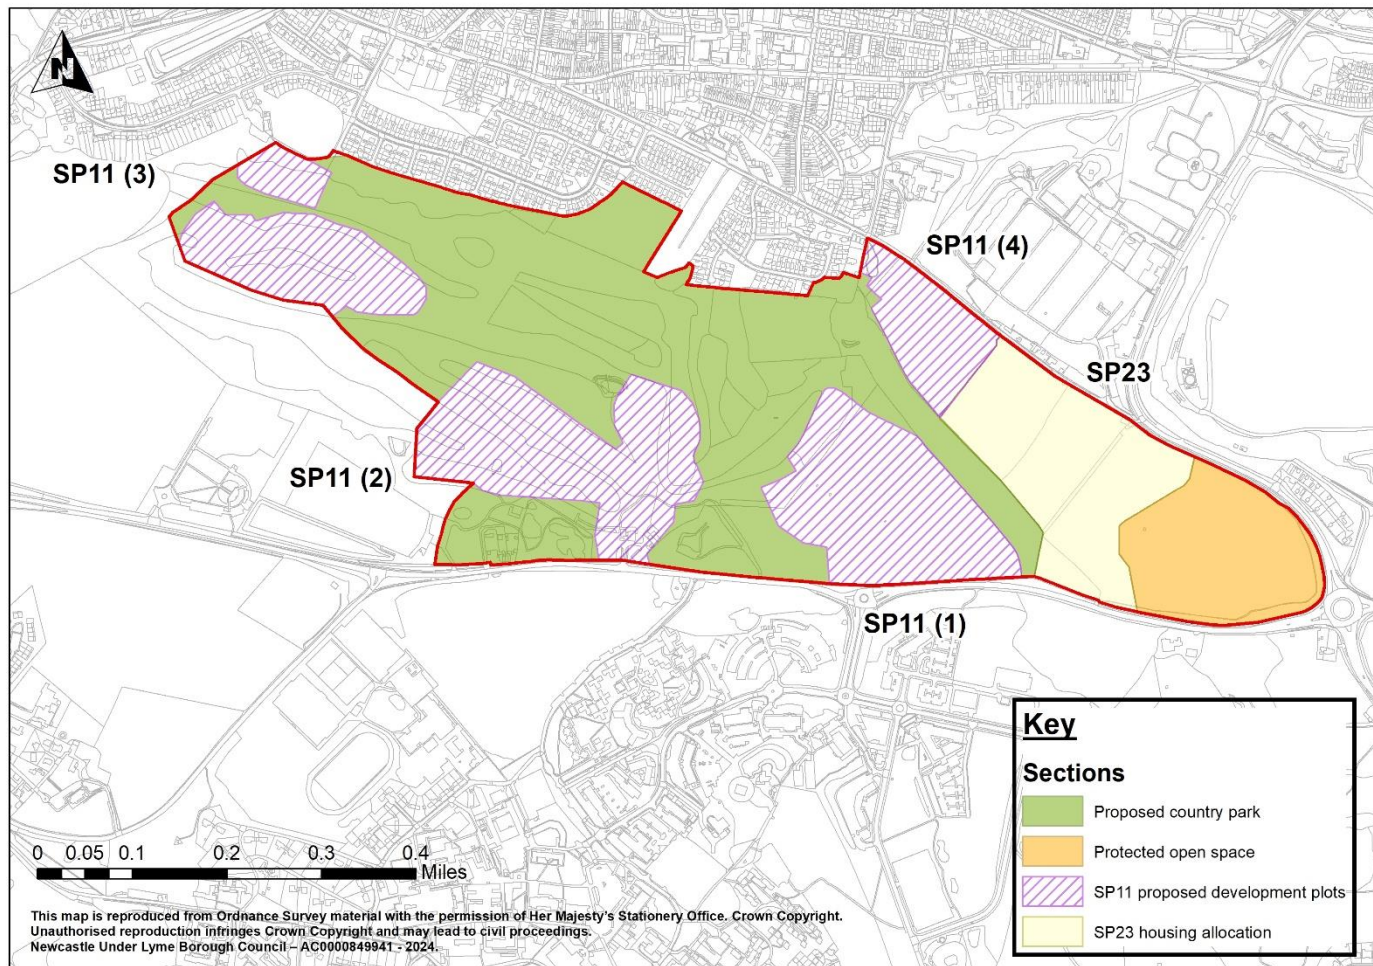 N
SP11 (3)
SP11 (4)
SP23
SP11 (2)
SP11 (1)
Key
Sections
Proposed country park
Protected open space
SP11 proposed development plots
SP23 housing allocation
0 0.05 0.1 0.2 0.3 0.4
Miles
This map is reproduced from Ordnance Survey material with the permission of Her Majesty's Stationery Office. Crown Copyright.
Unauthorised reproduction infringes Crown Copyright and may lead to civil proceedings.
Newcastle Under Lyme Borough Council – AC0000849941 - 2024.